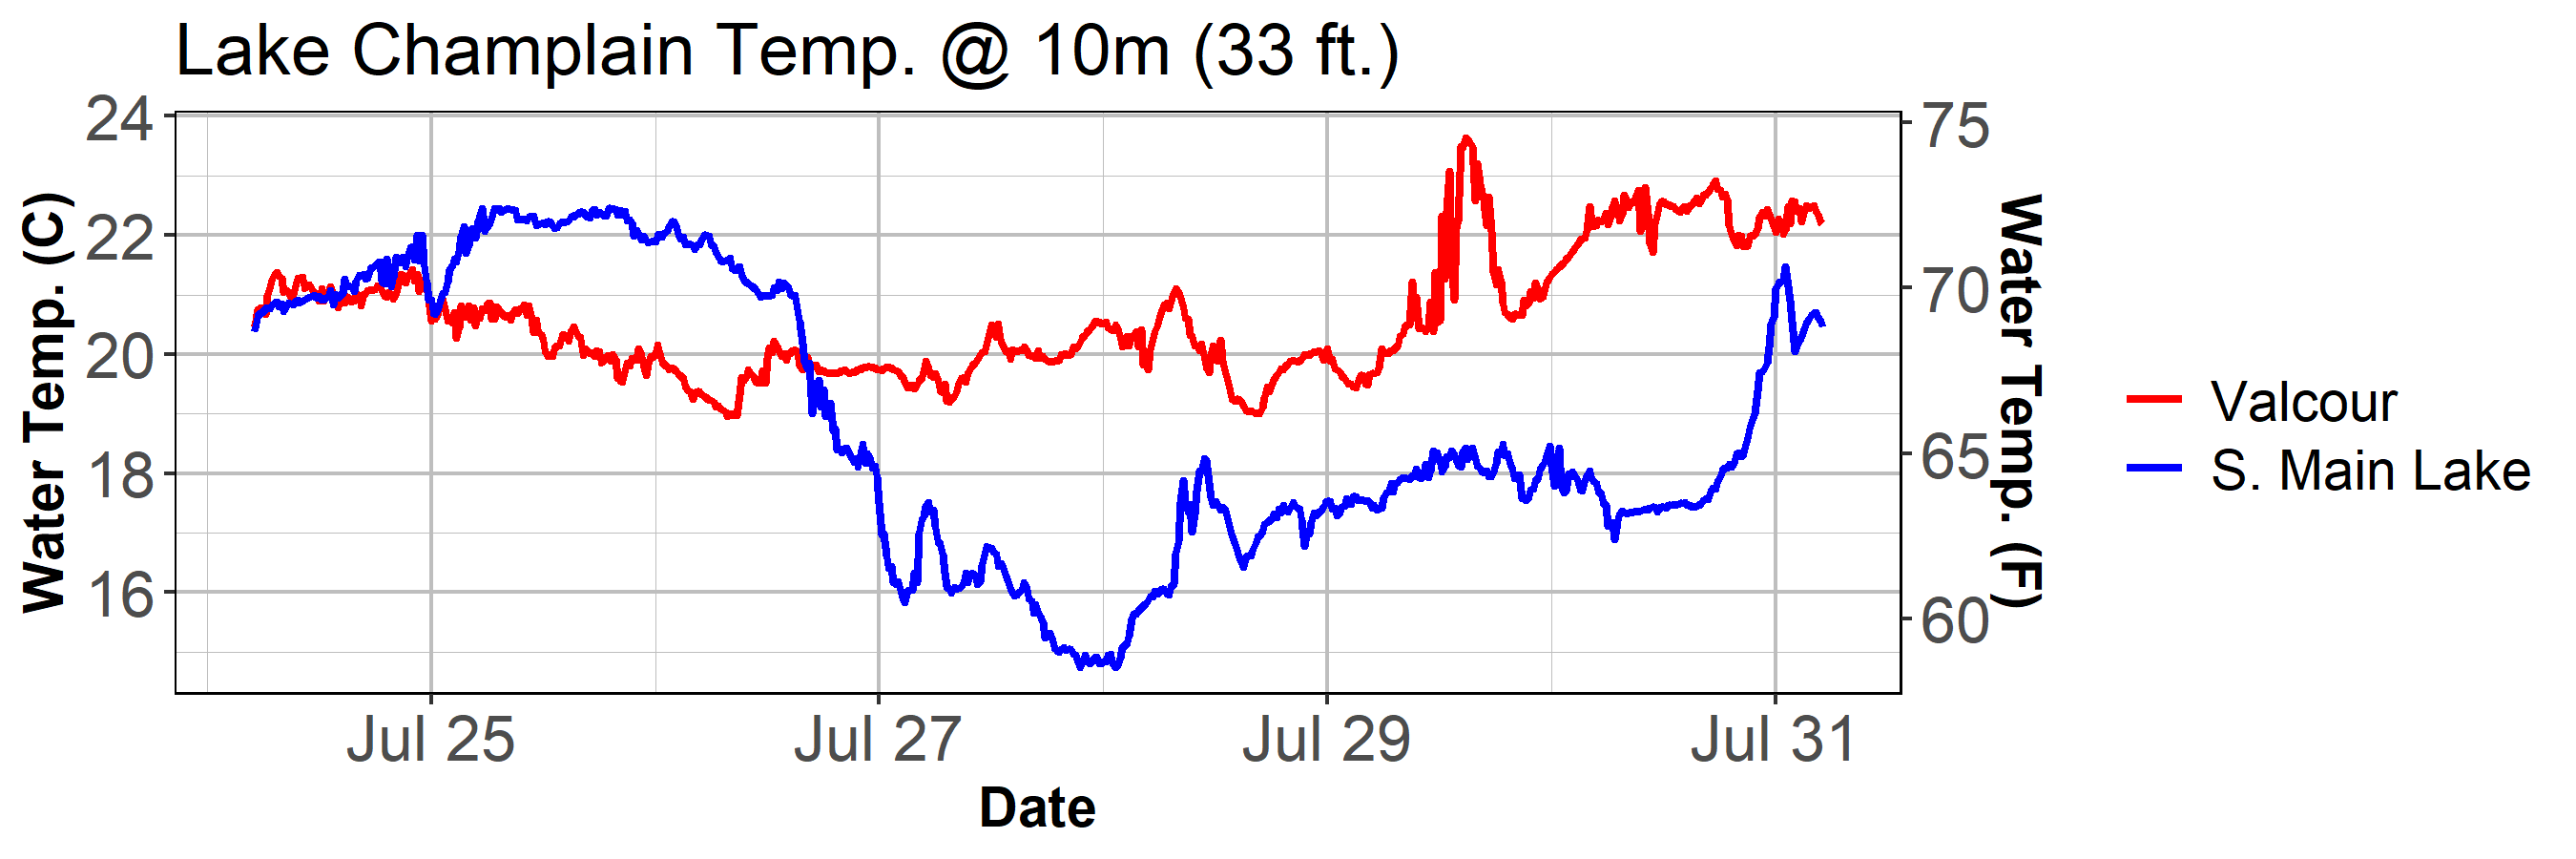 Lake Champlain Temp. @ 10m (33 ft.)
Water Temp. (C)
24
22
20
18
16
75
70
65
60
Water Temp. (F)
Jul 25
Jul 27
Jul 29
Jul 31
Date
Valcour
S. Main Lake